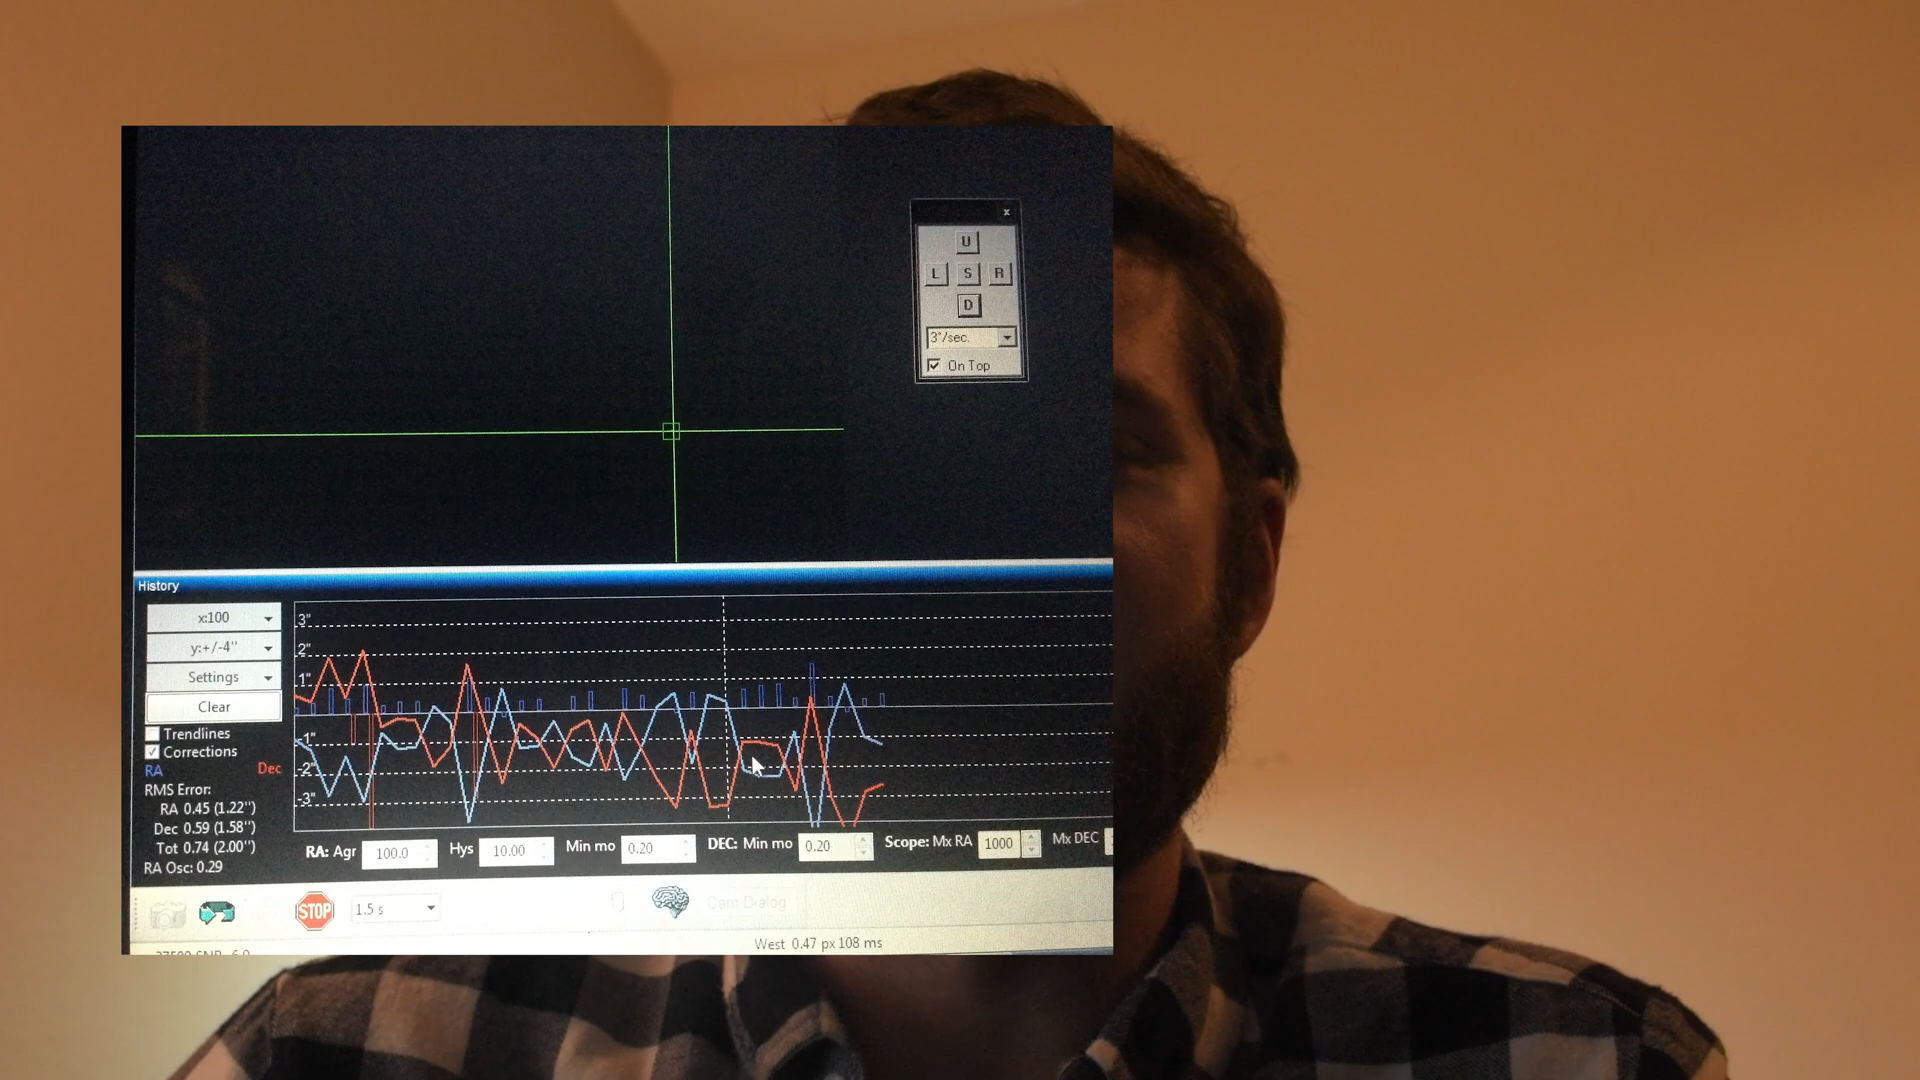 x
U
L S R
D
3°/sec.
On Top
History
x:100
y:+/-4"
Settings
Clear
Trendlines
Corrections
RA Dec
RMS Error:
RA 0.45 (1.22")
Dec 0.59 (1.58")
Tot 0.74 (2.00")
RA Osc: 0.29
3"
2"
1"
-1"
-2"
-3"
RA: Agr 100.0 Hys 10.00 Min mo 0.20 DEC: Min mo 0.20 Scope: Mx RA 1000 Mx DEC
STOP 1.5 s Cam Dialog
West 0.47 px 108 ms